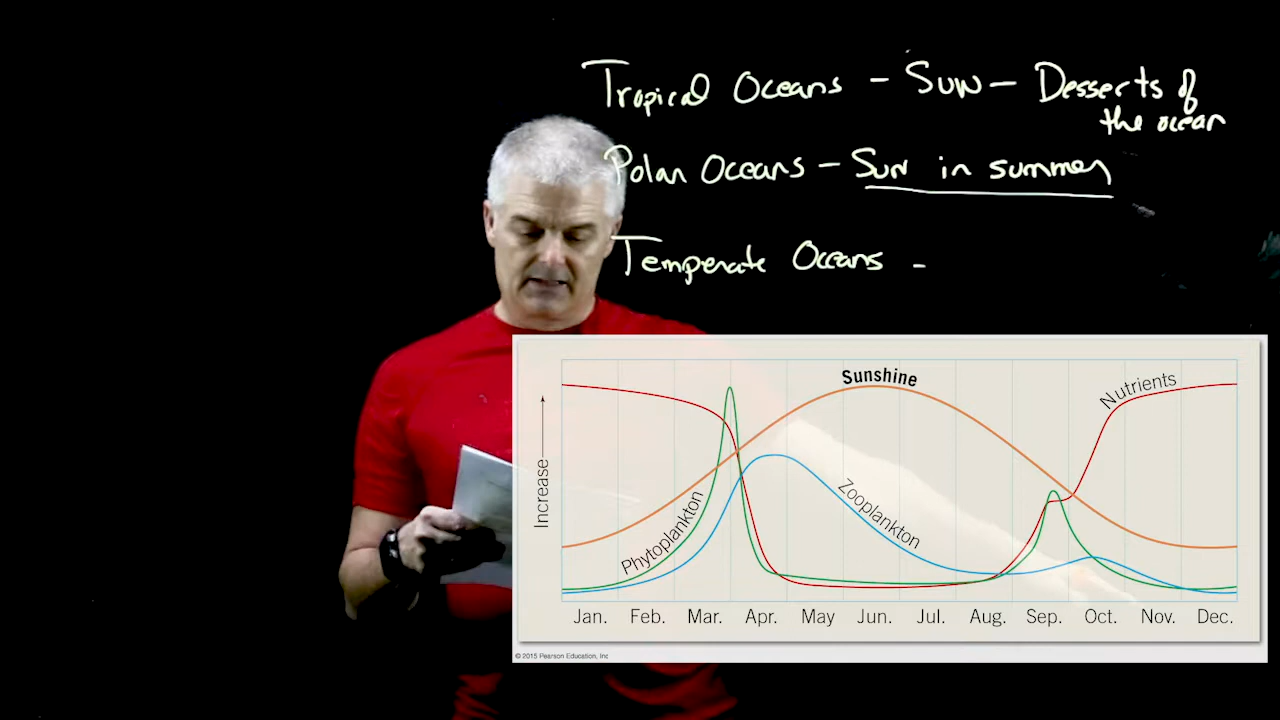 Tropical Oceans - Sun - Desserts of
the ocean
Polar Oceans - Sun in summer
Temperate Oceans -
Sunshine
Nutrients
Increase
Phytoplankton
Zooplankton
Jan. Feb. Mar. Apr. May Jun. Jul. Aug. Sep. Oct. Nov. Dec.
© 2015 Pearson Education, Inc